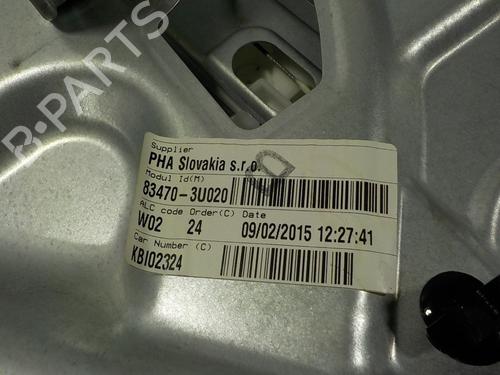 B-PARTS
Supplier
PHA Slovakia s.r.o.
Modul Id(M)
83470-3U020
ALC code Order(C) Date
W02 24 09/02/2015 12:27:41
Car Number (C)
KBI02324